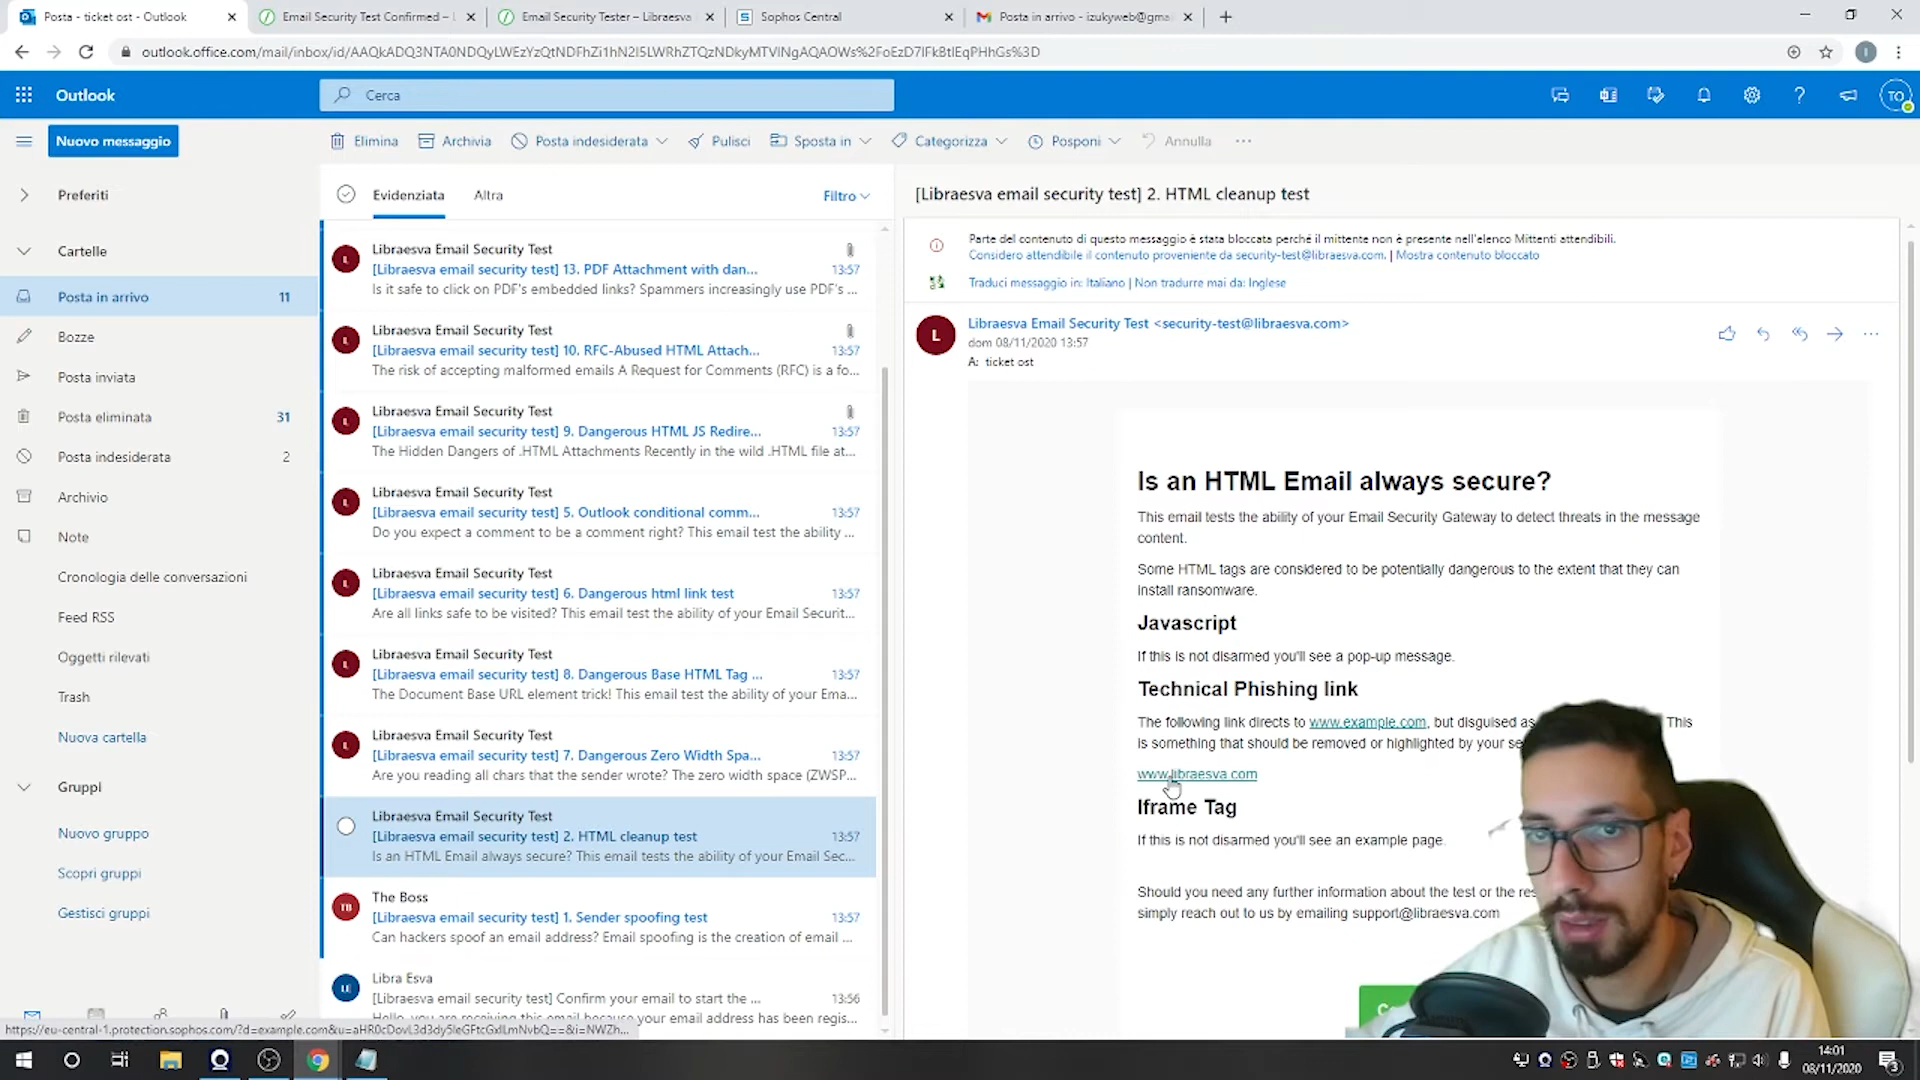 Posta - ticket ost - Outlook
Email Security Test Confirmed – L
Email Security Tester – Libraesva
Sophos Central
Posta in arrivo - izukyweb@gma
Outlook
Cerca
Nuovo messaggio
Elimina
Archivia
Posta indesiderata
Pulisci
Sposta in
Categorizza
Posponi
Annulla
Preferiti
Cartelle
Posta in arrivo 11
Bozze
Posta inviata
Posta eliminata 31
Posta indesiderata 2
Archivio
Note
Cronologia delle conversazioni
Feed RSS
Oggetti rilevati
Trash
Nuova cartella
Gruppi
Nuovo gruppo
Scopri gruppi
Gestisci gruppi
Evidenziata
Altra
Filtro
Libraesva Email Security Test
[Libraesva email security test] 13. PDF Attachment with dan... 13:57
Is it safe to click on PDF's embedded links? Spammers increasingly use PDF's ...
Libraesva Email Security Test
[Libraesva email security test] 10. RFC-Abused HTML Attach... 13:57
The risk of accepting malformed emails A Request for Comments (RFC) is a fo...
Libraesva Email Security Test
[Libraesva email security test] 9. Dangerous HTML JS Redire... 13:57
The Hidden Dangers of .HTML Attachments Recently in the wild .HTML file at...
Libraesva Email Security Test
[Libraesva email security test] 5. Outlook conditional comm... 13:57
Do you expect a comment to be a comment right? This email test the ability ...
Libraesva Email Security Test
[Libraesva email security test] 6. Dangerous html link test 13:57
Are all links safe to be visited? This email test the ability of your Email Securit...
Libraesva Email Security Test
[Libraesva email security test] 8. Dangerous Base HTML Tag ... 13:57
The Document Base URL element trick! This email test the ability of your Ema...
Libraesva Email Security Test
[Libraesva email security test] 7. Dangerous Zero Width Spa... 13:57
Are you reading all chars that the sender wrote? The zero width space (ZWSP...
Libraesva Email Security Test
[Libraesva email security test] 2. HTML cleanup test 13:57
Is an HTML Email always secure? This email tests the ability of your Email Sec...
TB The Boss
[Libraesva email security test] 1. Sender spoofing test 13:57
Can hackers spoof an email address? Email spoofing is the creation of email ...
LE Libra Esva
[Libraesva email security test] Confirm your email to start the ... 13:56
Hello, you are receiving this email because your email address has been regis...
[Libraesva email security test] 2. HTML cleanup test
Parte del contenuto di questo messaggio è stata bloccata perché il mittente non è presente nell'elenco Mittenti attendibili.
Considero attendibile il contenuto proveniente da security-test@libraesva.com. | Mostra contenuto bloccato
Traduci messaggio in: Italiano | Non tradurre mai da: Inglese
L Libraesva Email Security Test <security-test@libraesva.com>
dom 08/11/2020 13:57
A: ticket ost
Is an HTML Email always secure?
This email tests the ability of your Email Security Gateway to detect threats in the message
content.
Some HTML tags are considered to be potentially dangerous to the extent that they can
install ransomware.
Javascript
If this is not disarmed you'll see a pop-up message.
Technical Phishing link
The following link directs to www.example.com, but disguised as This
is something that should be removed or highlighted by your
www.libraesva.com
Iframe Tag
If this is not disarmed you'll see an example page.
Should you need any further information about the test or the
simply reach out to us by emailing support@libraesva.com
TO
14:01
08/11/2020
3